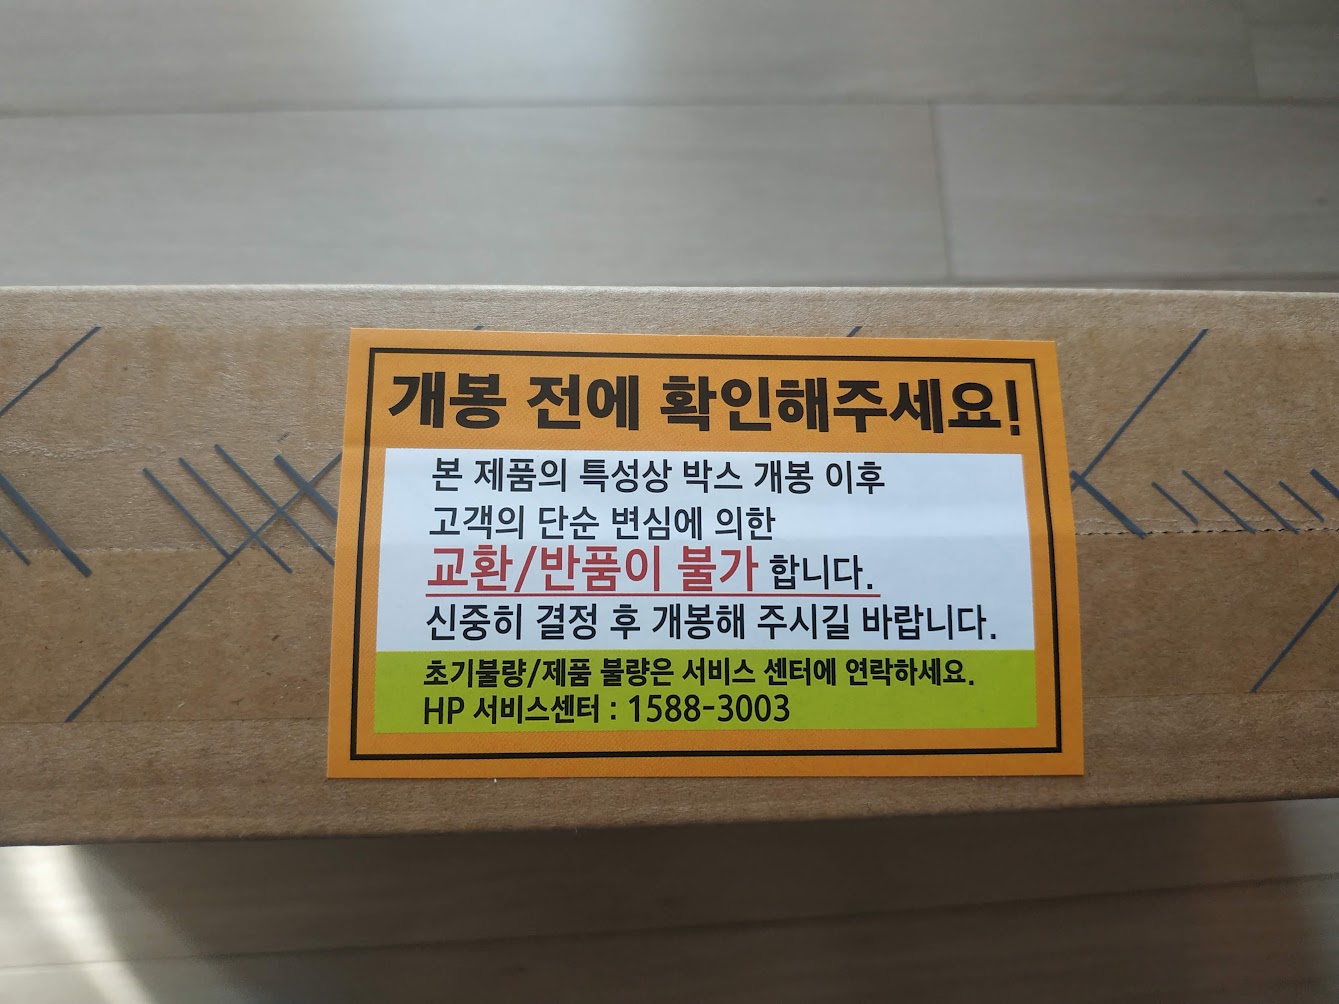 개봉 전에 확인해주세요!
본 제품의 특성상 박스 개봉 이후
고객의 단순 변심에 의한
교환/반품이 불가 합니다.
신중히 결정 후 개봉해 주시길 바랍니다.
초기불량/제품 불량은 서비스 센터에 연락하세요.
HP 서비스센터 : 1588-3003